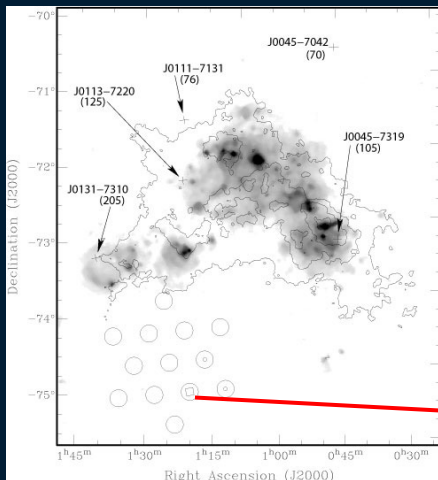 -70°
J0045-7042
(70)
J0111-7131
(76)
-71°
J0113-7220
(125)
J0045-7319
(105)
-72°
J0131-7310
(205)
-73°
-74°
-75°
Declination (J2000)
1h45m 1h30m 1h15m 1h00m 0h45m 0h30m
Right Ascension (J2000)